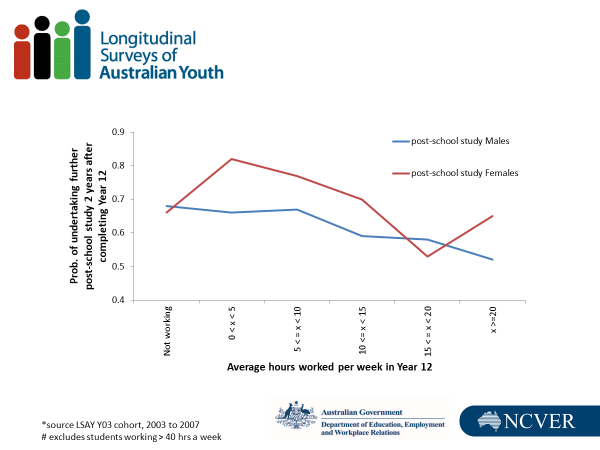 Longitudinal
Surveys of
Australian Youth
Prob. of undertaking further
post-school study 2 years after
completing Year 12
0.9
0.8
0.7
0.6
0.5
0.4
post-school study Males
post-school study Females
Not working
0 < x < 5
5 <= x < 10
10 <= x < 15
15 <= x < 20
x >=20
Average hours worked per week in Year 12
*source LSAY Y03 cohort, 2003 to 2007
# excludes students working > 40 hrs a week
Australian Government
Department of Education, Employment
and Workplace Relations
NCVER